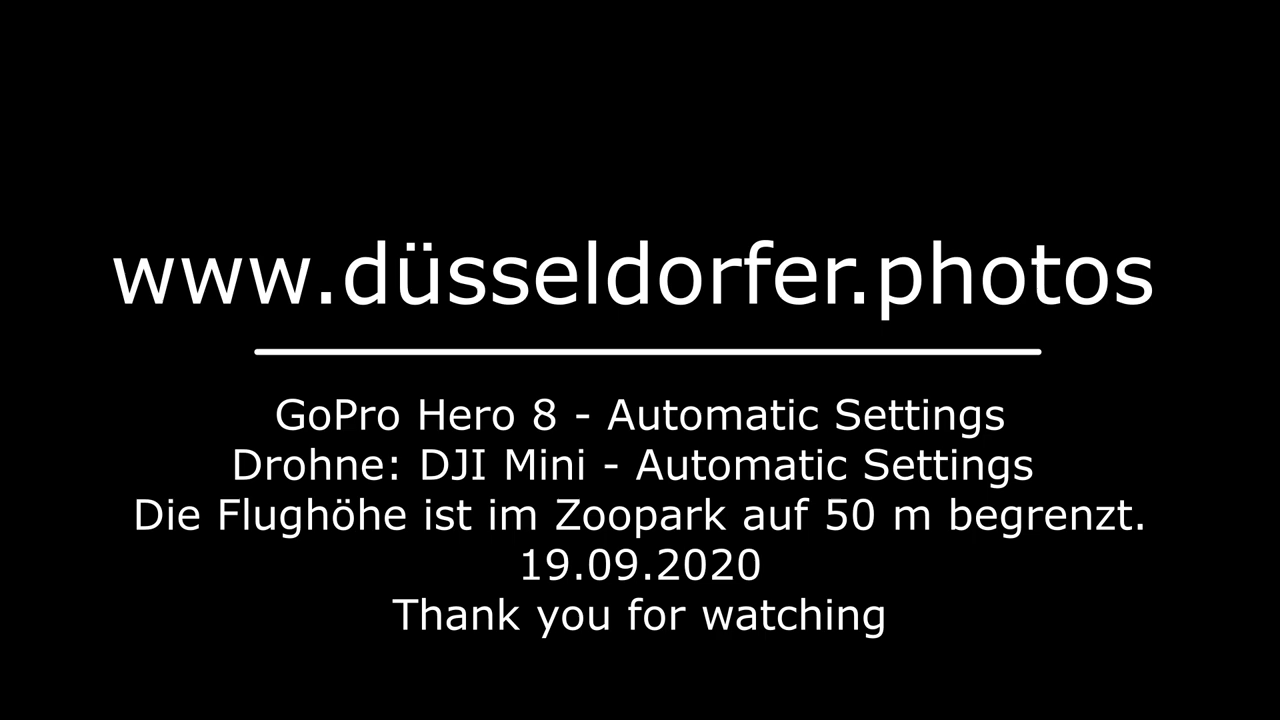 www.düsseldorfer.photos
GoPro Hero 8 - Automatic Settings
Drohne: DJI Mini - Automatic Settings
Die Flughöhe ist im Zoopark auf 50 m begrenzt.
19.09.2020
Thank you for watching